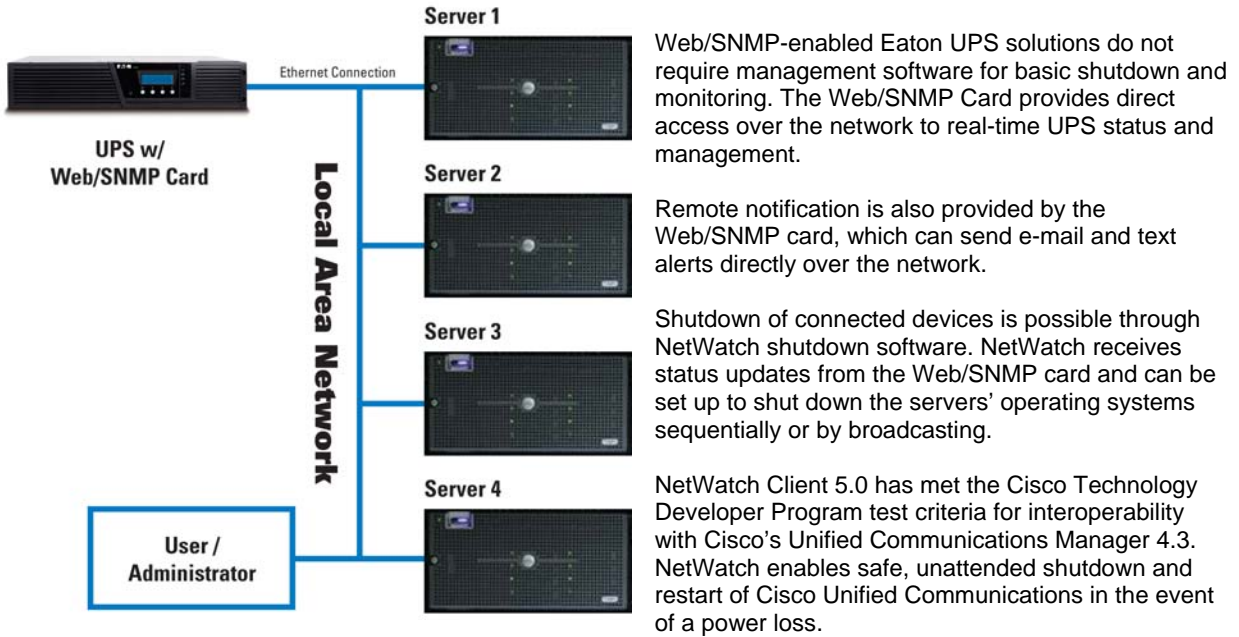 Server 1
Ethernet Connection
UPS w/
Web/SNMP Card
Server 2
Local Area Network
Server 3
Server 4
User /
Administrator
Web/SNMP-enabled Eaton UPS solutions do not
require management software for basic shutdown and
monitoring. The Web/SNMP Card provides direct
access over the network to real-time UPS status and
management.
Remote notification is also provided by the
Web/SNMP card, which can send e-mail and text
alerts directly over the network.
Shutdown of connected devices is possible through
NetWatch shutdown software. NetWatch receives
status updates from the Web/SNMP card and can be
set up to shut down the servers’ operating systems
sequentially or by broadcasting.
NetWatch Client 5.0 has met the Cisco Technology
Developer Program test criteria for interoperability
with Cisco’s Unified Communications Manager 4.3.
NetWatch enables safe, unattended shutdown and
restart of Cisco Unified Communications in the event
of a power loss.